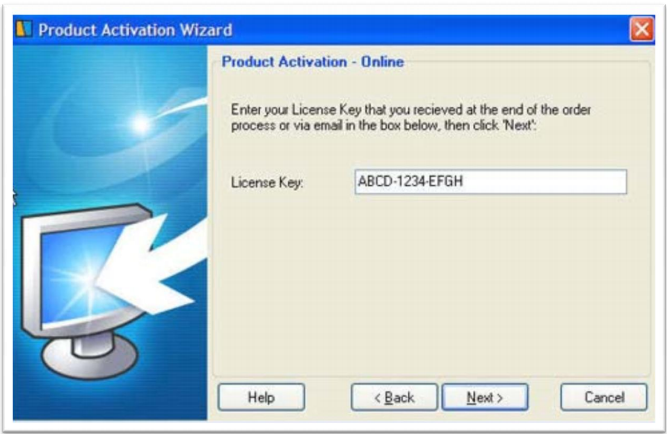 Product Activation Wizard
Product Activation - Online
Enter your License Key that you recieved at the end of the order
process or via email in the box below, then click 'Next':
License Key: ABCD-1234-EFGH
Help < Back Next > Cancel